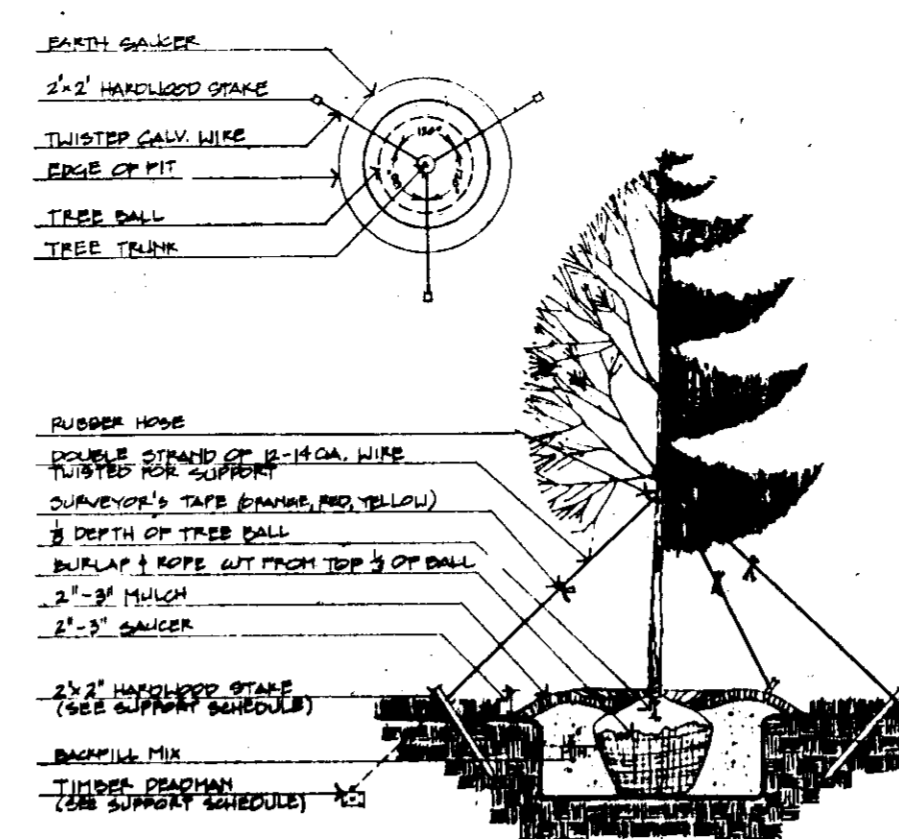 EARTH SAUCER
2'x2' HARDWOOD STAKE
TWISTED GALV. WIRE
EDGE OF PIT
TREE BALL
TREE TRUNK
120°
120°
120°
RUBBER HOSE
DOUBLE STRAND OF 12-14 GA. WIRE
TWISTED FOR SUPPORT
SURVEYOR'S TAPE (ORANGE, RED, YELLOW)
DEPTH OF TREE BALL
BURLAP & ROPE CUT FROM TOP ⅓ OF BALL
2"-3" MULCH
2"-3" SAUCER
2'x2" HARDWOOD STAKE
(SEE SUPPORT SCHEDULE)
BACKFILL MIX
TIMBER DEADMAN
(SEE SUPPORT SCHEDULE)